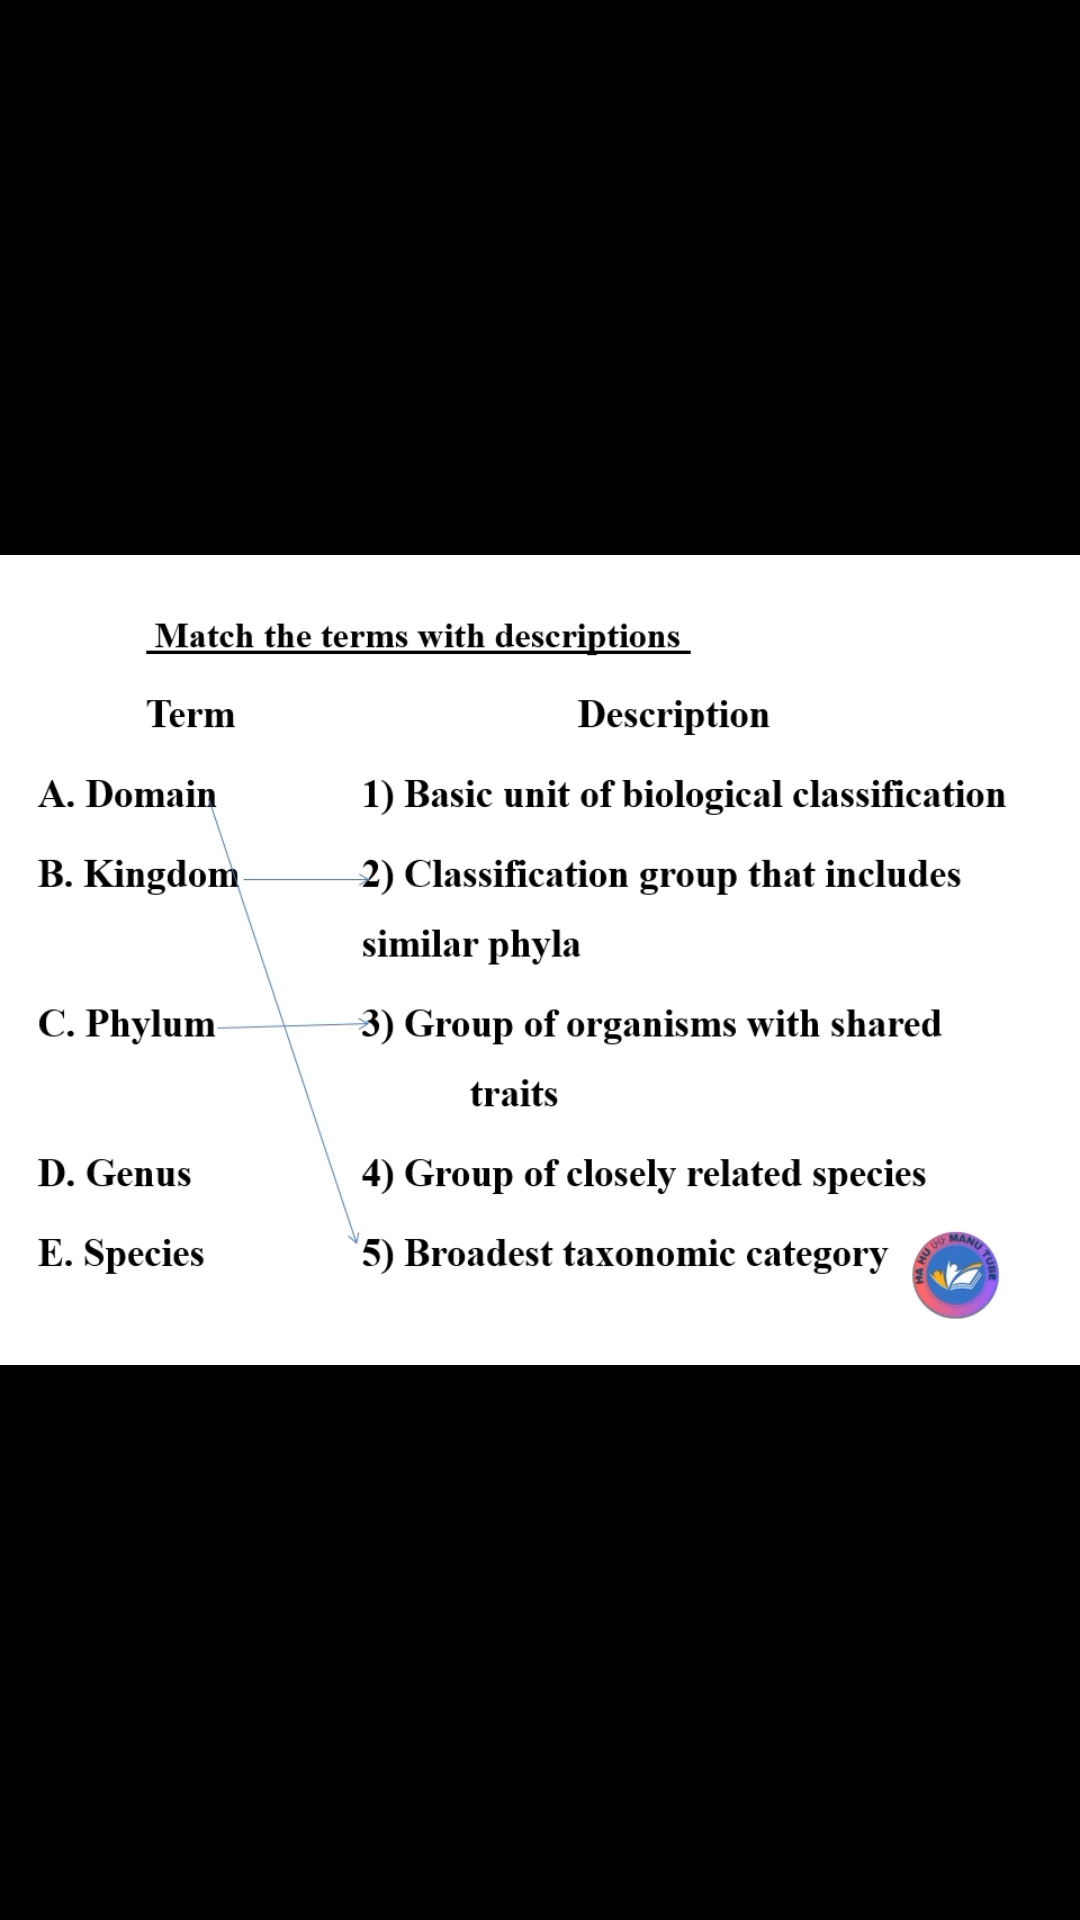 Match the terms with descriptions
Term Description
A. Domain 1) Basic unit of biological classification
B. Kingdom 2) Classification group that includes
similar phyla
C. Phylum 3) Group of organisms with shared
traits
D. Genus 4) Group of closely related species
E. Species 5) Broadest taxonomic category
HA HU MANU TUBE